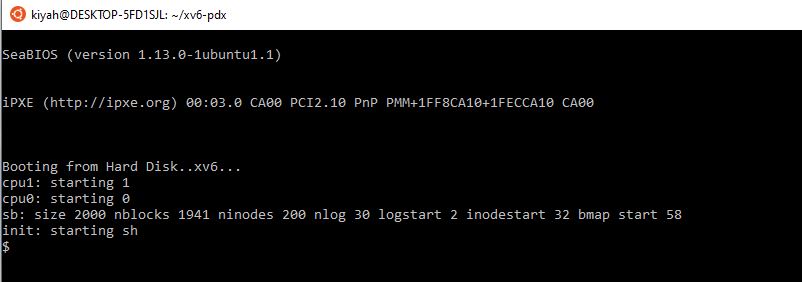 kiyah@DESKTOP-5FD1SJL: ~/xv6-pdx
SeaBIOS (version 1.13.0-1ubuntu1.1)
iPXE (http://ipxe.org) 00:03.0 CA00 PCI2.10 PnP PMM+1FF8CA10+1FECCA10 CA00
Booting from Hard Disk..xv6...
cpu1: starting 1
cpu0: starting 0
sb: size 2000 nblocks 1941 ninodes 200 nlog 30 logstart 2 inodestart 32 bmap start 58
init: starting sh
$